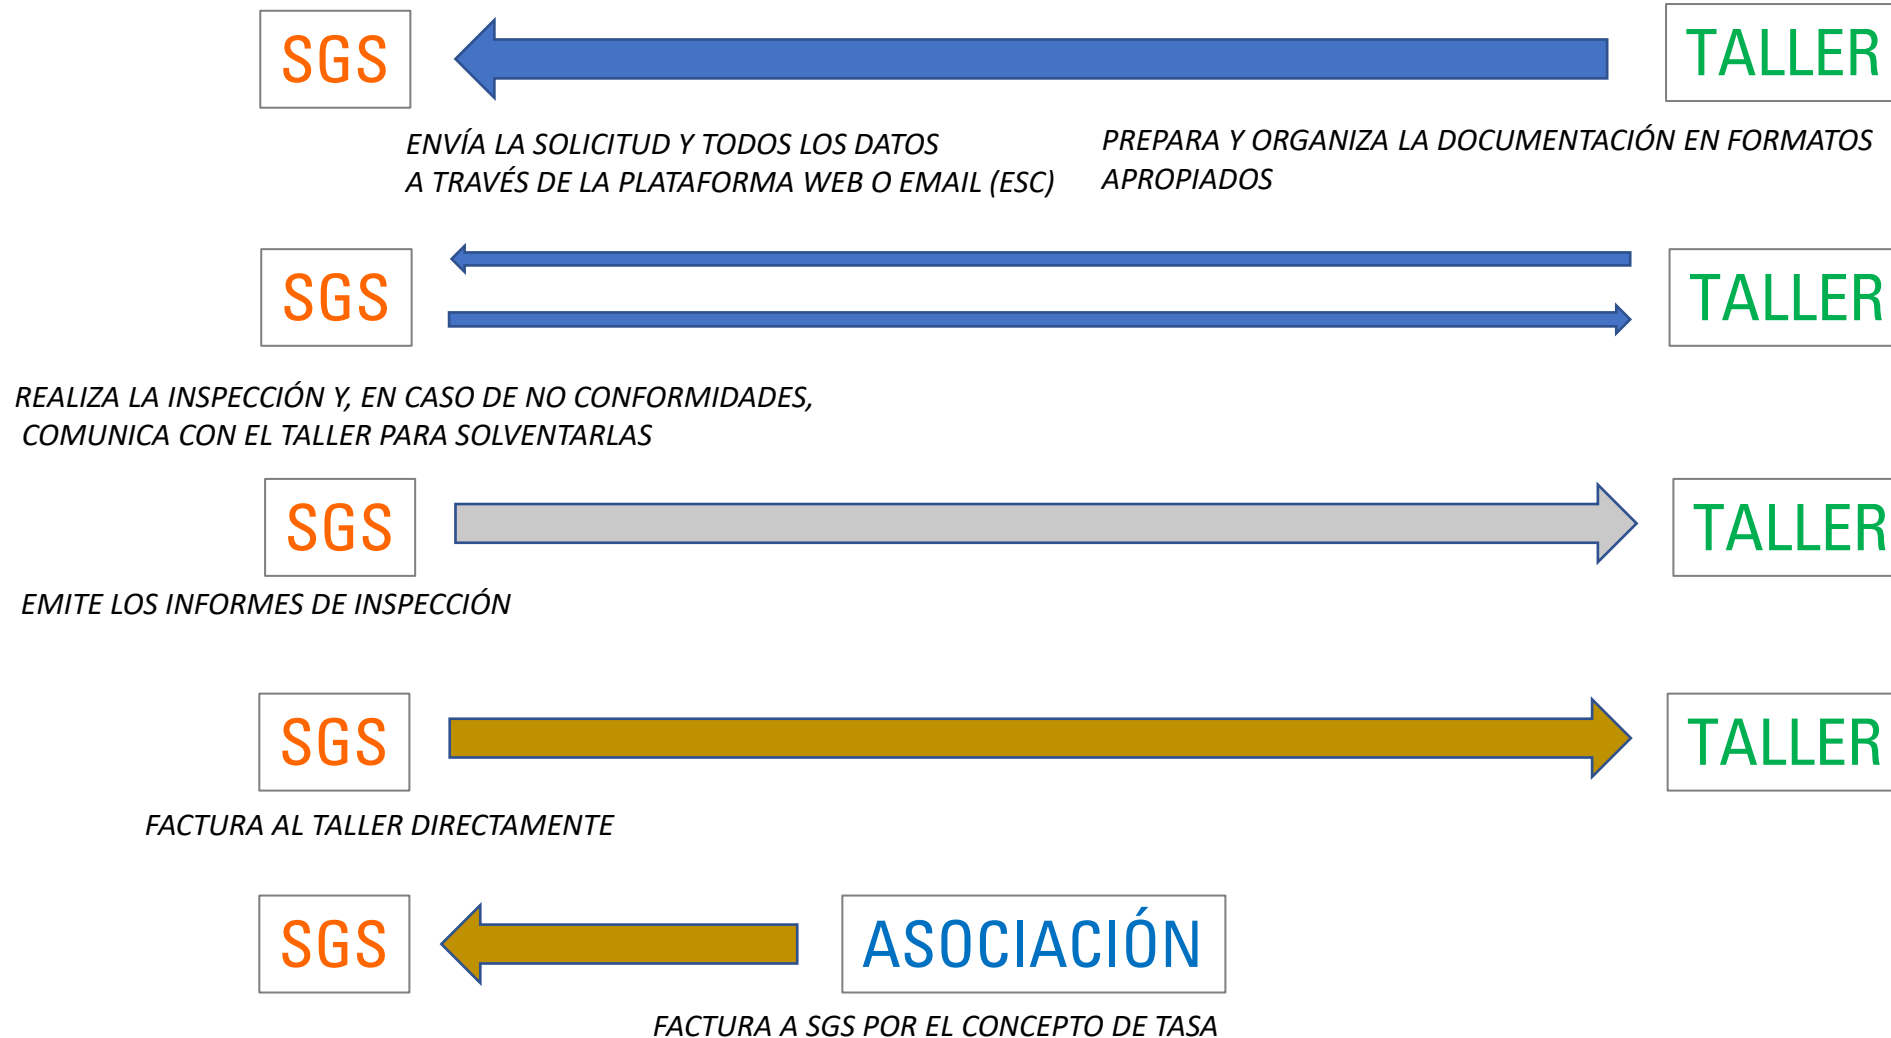 SGS
TALLER
ENVÍA LA SOLICITUD Y TODOS LOS DATOS
A TRAVÉS DE LA PLATAFORMA WEB O EMAIL (ESC)
PREPARA Y ORGANIZA LA DOCUMENTACIÓN EN FORMATOS
APROPIADOS
SGS
TALLER
REALIZA LA INSPECCIÓN Y, EN CASO DE NO CONFORMIDADES,
COMUNICA CON EL TALLER PARA SOLVENTARLAS
SGS
TALLER
EMITE LOS INFORMES DE INSPECCIÓN
SGS
TALLER
FACTURA AL TALLER DIRECTAMENTE
SGS
ASOCIACIÓN
FACTURA A SGS POR EL CONCEPTO DE TASA